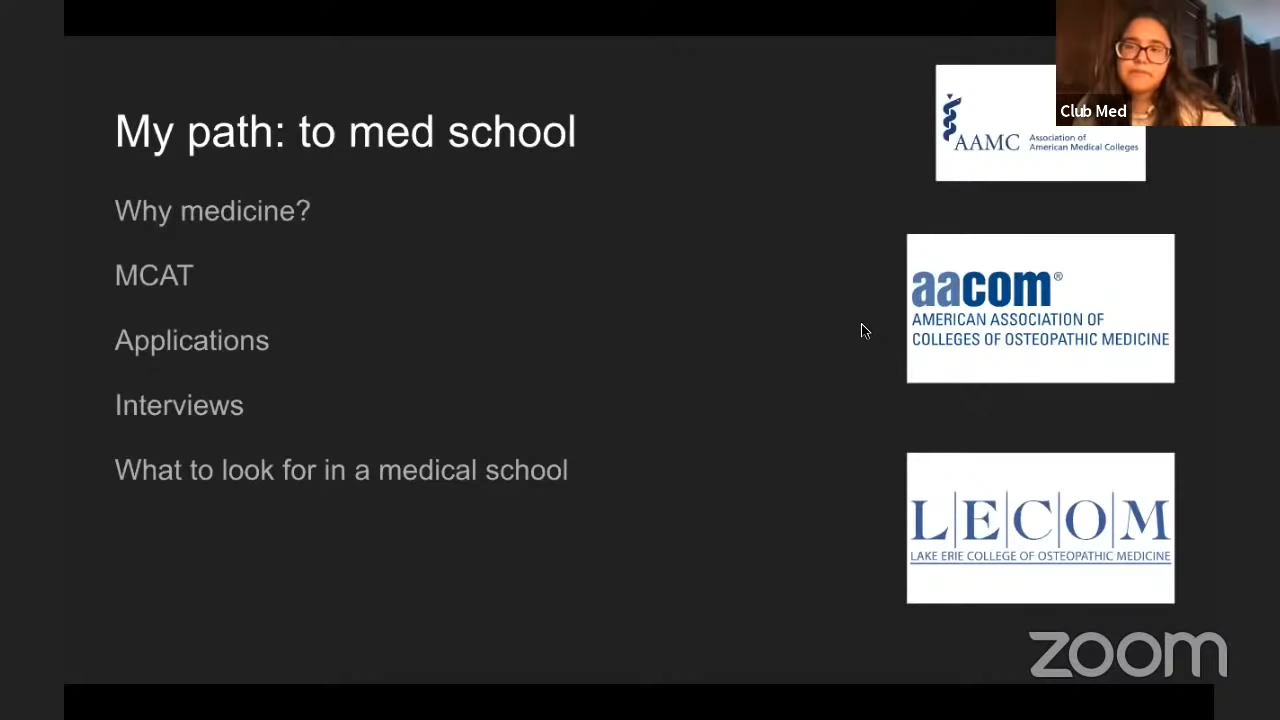 My path: to med school
Why medicine?
MCAT
Applications
Interviews
What to look for in a medical school
Club Med
AAMC
Association of
American Medical Colleges
aacom®
AMERICAN ASSOCIATION OF
COLLEGES OF OSTEOPATHIC MEDICINE
LECOM
LAKE ERIE COLLEGE OF OSTEOPATHIC MEDICINE
zoom